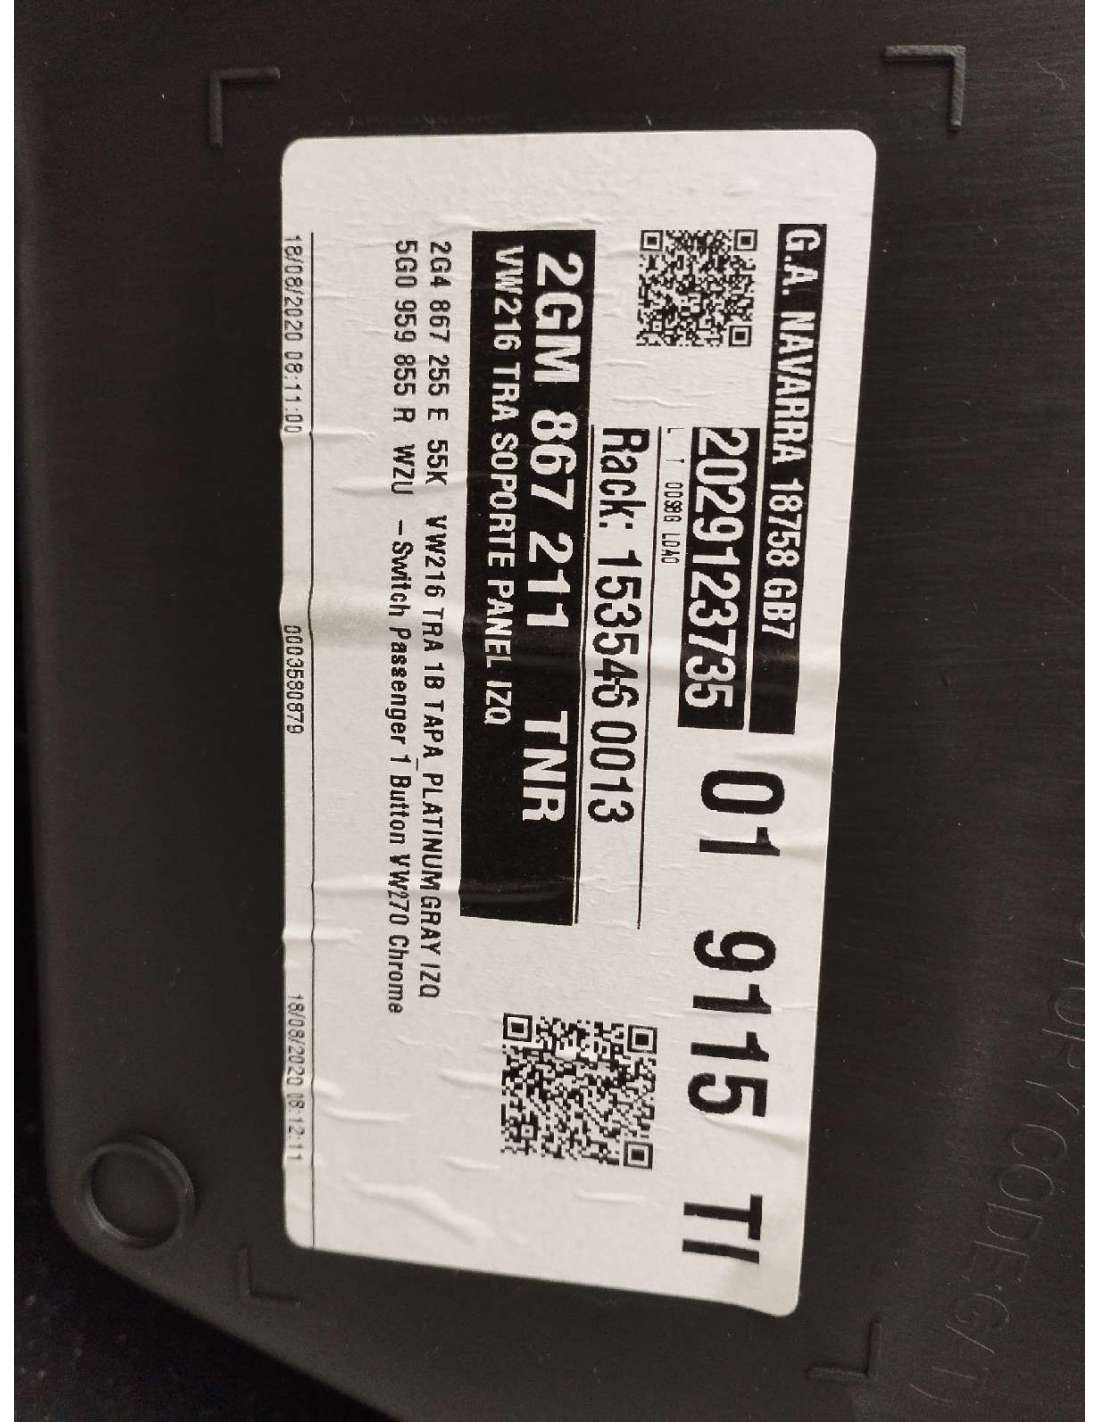 G.A. NAVARRA 18758 GB7
2029123735
01 9115 TI
Rack: 153546 0013
2GM 867 211 TNR
VW216 TRA SOPORTE PANEL IZQ
2G4 867 255 E 55K VW216 TRA 1B TAPA_PLATINUM GRAY IZQ
5G0 959 855 R WZU -Switch Passenger 1 Button VW270 Chrome
18/08/2020 08:11:00
0003580879
18/08/2020 08:12:11